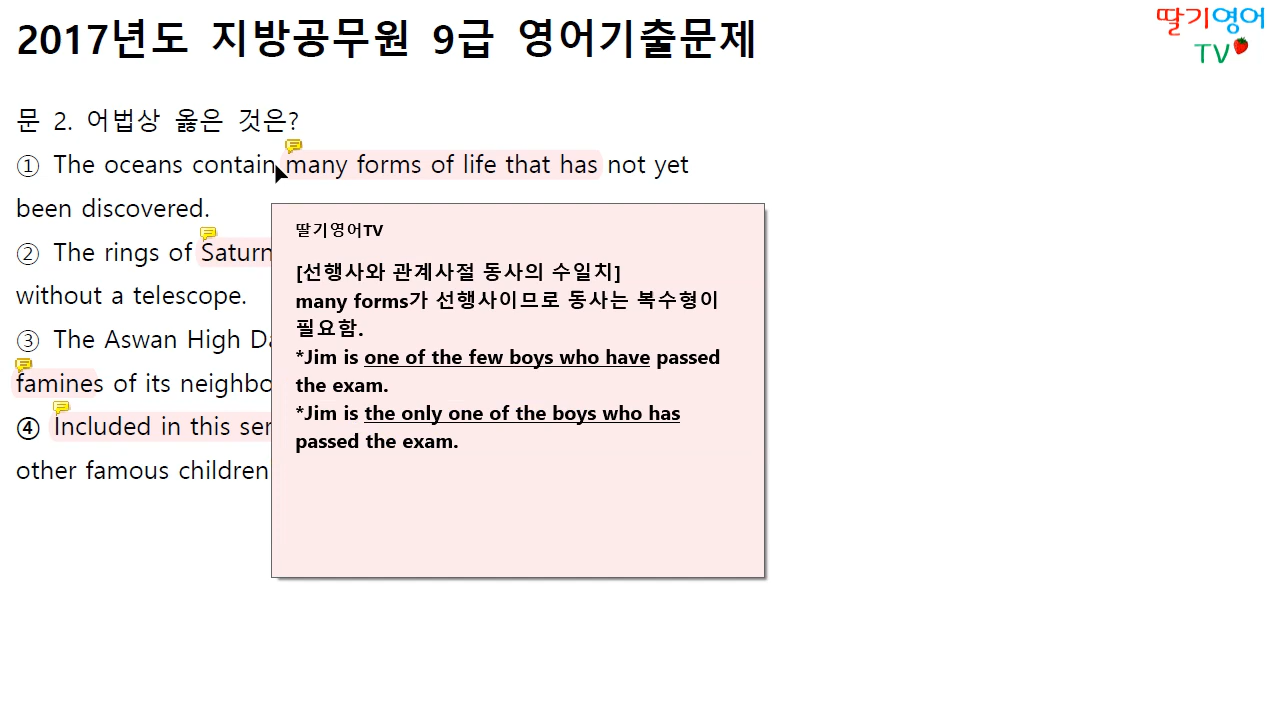 2017년도 지방공무원 9급 영어기출문제
딸기영어
TV
문 2. 어법상 옳은 것은?
① The oceans contain many forms of life that has not yet
been discovered.
② The rings of Saturn
without a telescope.
③ The Aswan High Da
famines of its neighbo
④ Included in this ser
other famous children
딸기영어TV
[선행사와 관계사절 동사의 수일치]
many forms가 선행사이므로 동사는 복수형이
필요함.
*Jim is one of the few boys who have passed
the exam.
*Jim is the only one of the boys who has
passed the exam.